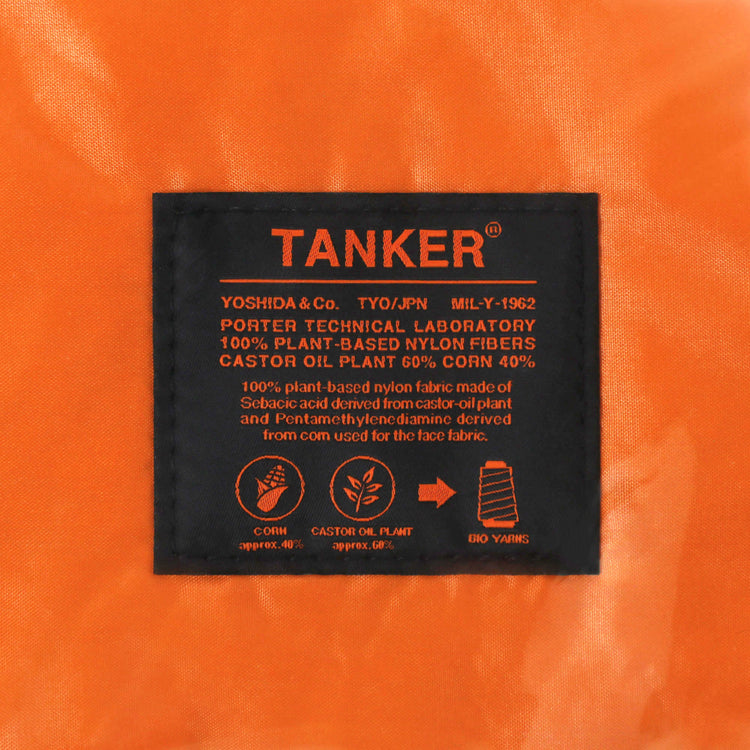 TANKER®
YOSHIDA & Co. TYO/JPN MIL-Y-1962
PORTER TECHNICAL LABORATORY
100% PLANT-BASED NYLON FIBERS
CASTOR OIL PLANT 60% CORN 40%
100% plant-based nylon fabric made of
Sebacic acid derived from castor-oil plant
and Pentamethylenediamine derived
from corn used for the face fabric.
CORN
approx.40%
CASTOR OIL PLANT
approx.60%
BIO YARNS